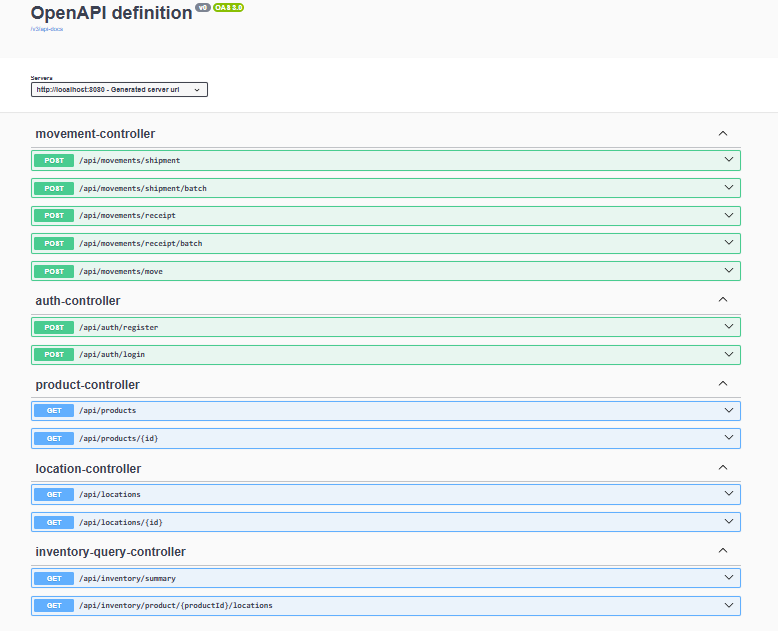 OpenAPI definition v0 OAS 3.0
/v3/api-docs
Servers
http://localhost:8080 - Generated server url
movement-controller
POST /api/movements/shipment
POST /api/movements/shipment/batch
POST /api/movements/receipt
POST /api/movements/receipt/batch
POST /api/movements/move
auth-controller
POST /api/auth/register
POST /api/auth/login
product-controller
GET /api/products
GET /api/products/{id}
location-controller
GET /api/locations
GET /api/locations/{id}
inventory-query-controller
GET /api/inventory/summary
GET /api/inventory/product/{productId}/locations